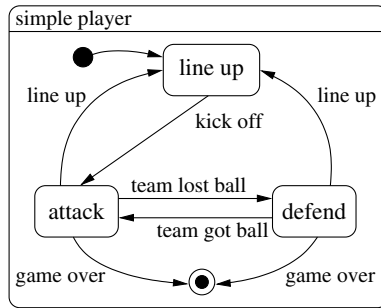 simple player
line up
line up
line up
kick off
team lost ball
attack
defend
team got ball
game over
game over